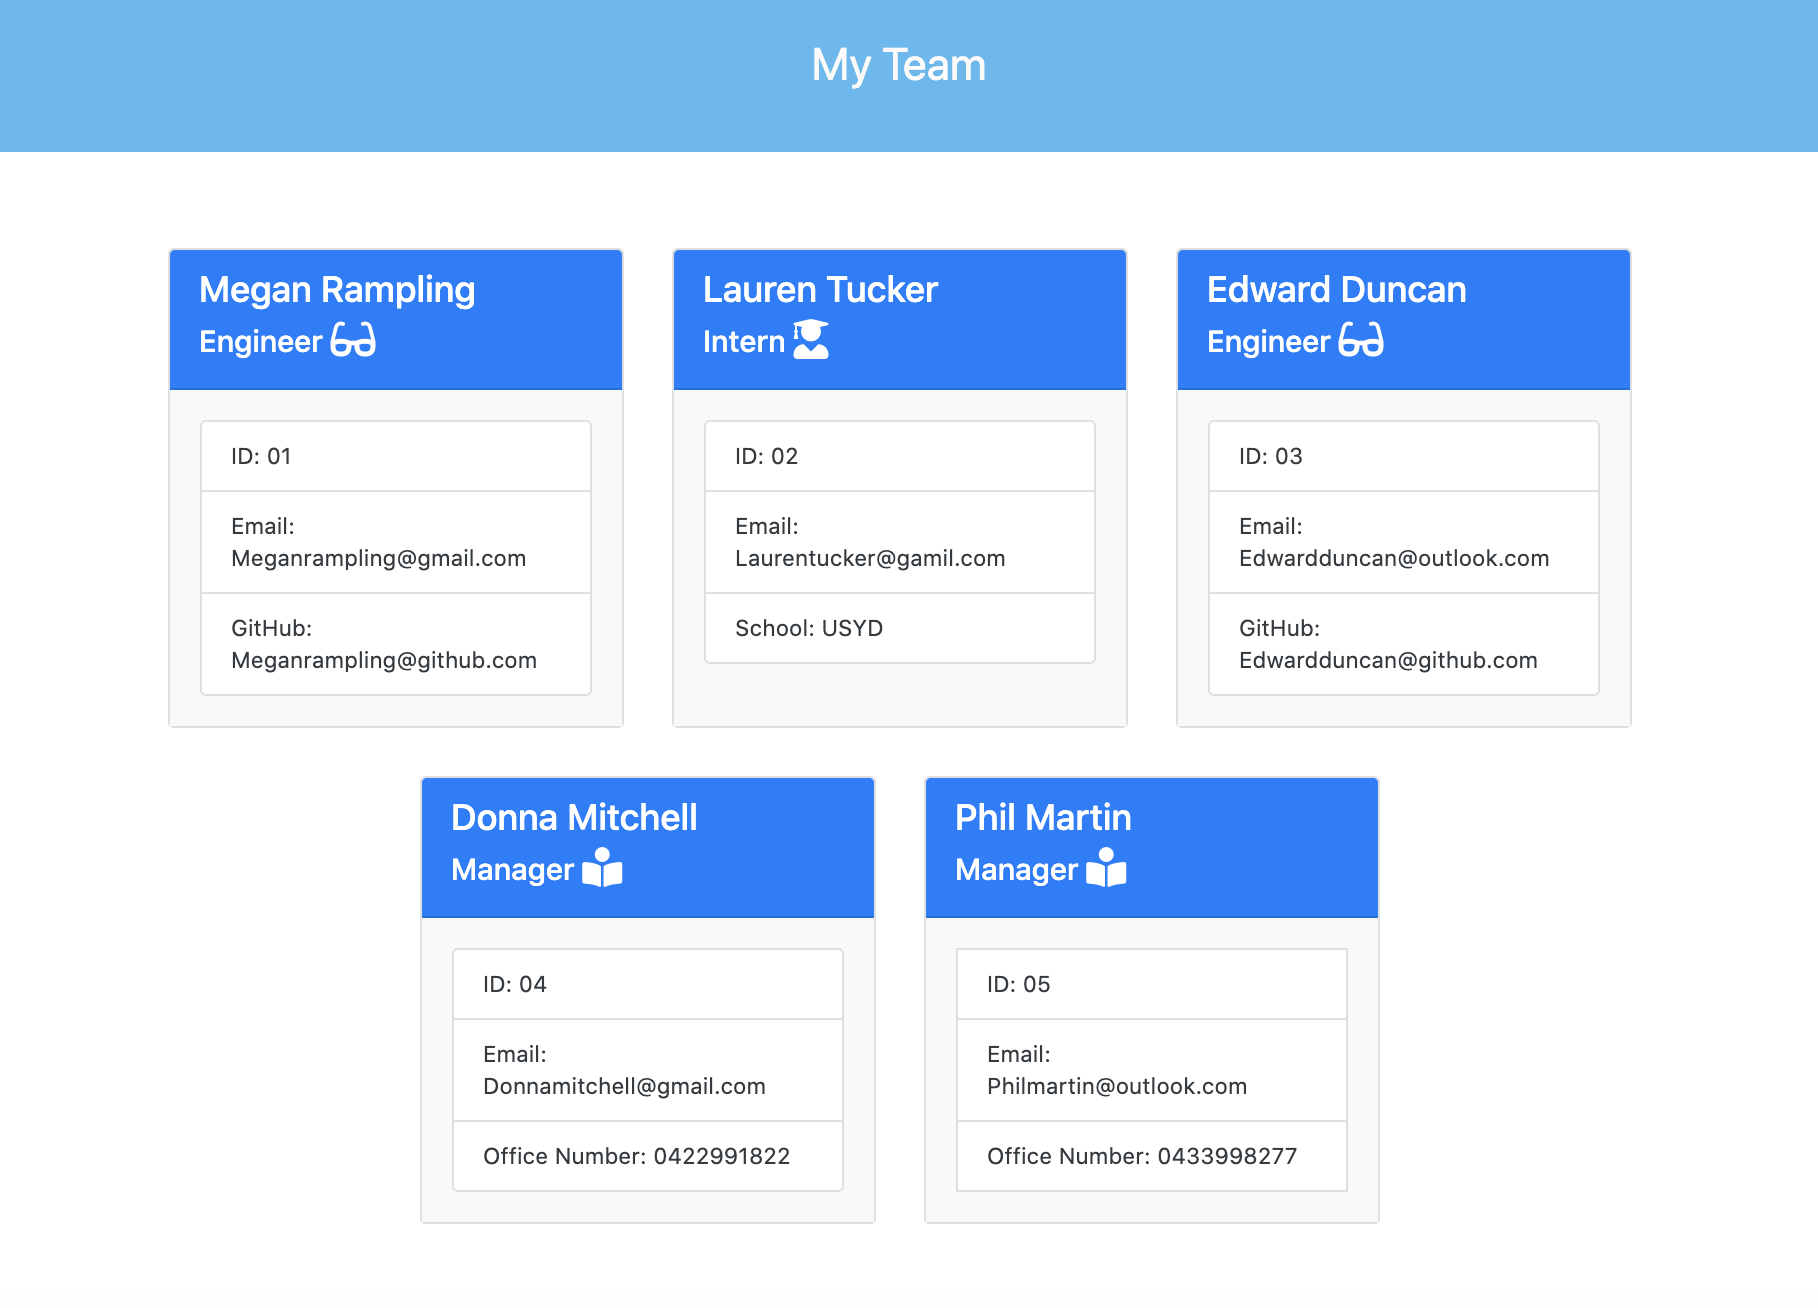 My Team
Megan Rampling
Engineer
ID: 01
Email:
Meganrampling@gmail.com
GitHub:
Meganrampling@github.com
Lauren Tucker
Intern
ID: 02
Email:
Laurentucker@gamil.com
School: USYD
Edward Duncan
Engineer
ID: 03
Email:
Edwardduncan@outlook.com
GitHub:
Edwardduncan@github.com
Donna Mitchell
Manager
ID: 04
Email:
Donnamitchell@gmail.com
Office Number: 0422991822
Phil Martin
Manager
ID: 05
Email:
Philmartin@outlook.com
Office Number: 0433998277